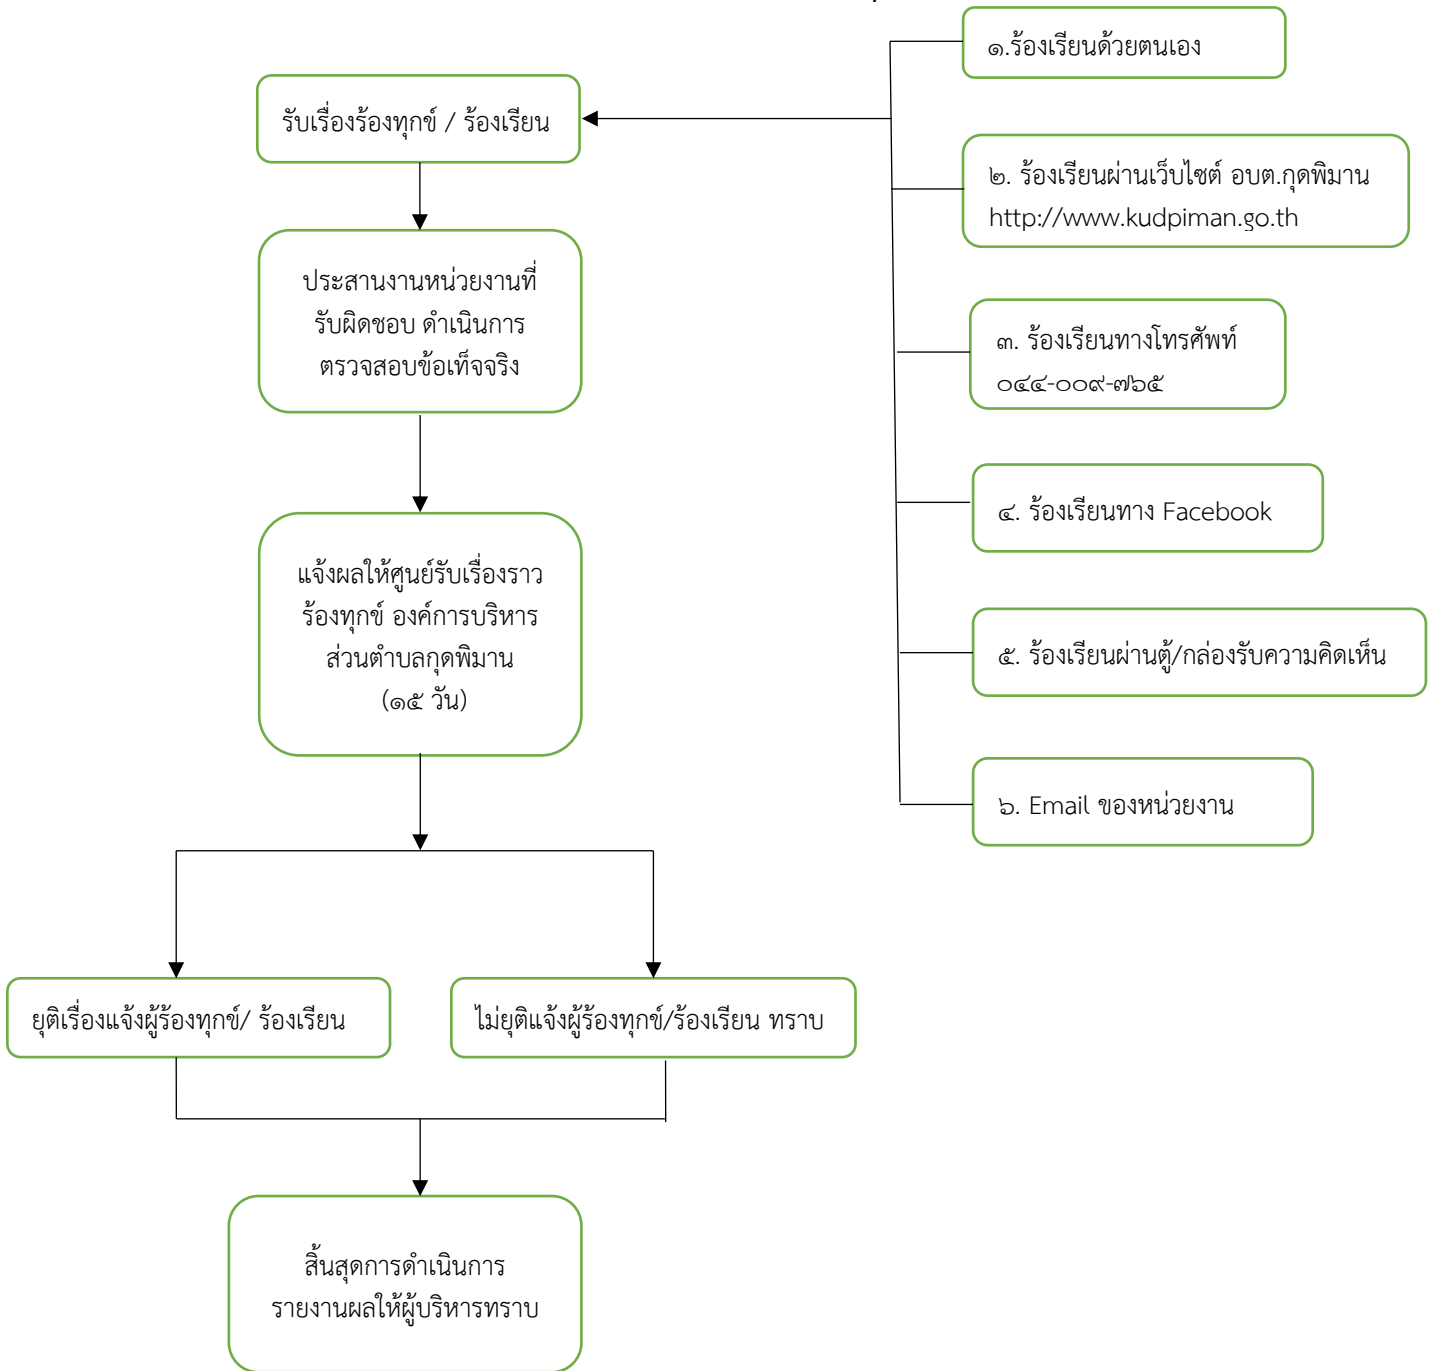 ๑.ร้องเรียนด้วยตนเอง
รับเรื่องร้องทุกข์ / ร้องเรียน
๒. ร้องเรียนผ่านเว็บไซต์ อบต.กุดพิมาน
http://www.kudpiman.go.th
ประสานงานหน่วยงานที่
รับผิดชอบ ดำเนินการ
ตรวจสอบข้อเท็จจริง
๓. ร้องเรียนทางโทรศัพท์
๐๔๔-๐๐๙-๗๖๕
๔. ร้องเรียนทาง Facebook
แจ้งผลให้ศูนย์รับเรื่องราว
ร้องทุกข์ องค์การบริหาร
ส่วนตำบลกุดพิมาน
(๑๕ วัน)
๕. ร้องเรียนผ่านตู้/กล่องรับความคิดเห็น
๖. Email ของหน่วยงาน
ยุติเรื่องแจ้งผู้ร้องทุกข์/ ร้องเรียน
ไม่ยุติแจ้งผู้ร้องทุกข์/ร้องเรียน ทราบ
สิ้นสุดการดำเนินการ
รายงานผลให้ผู้บริหารทราบ